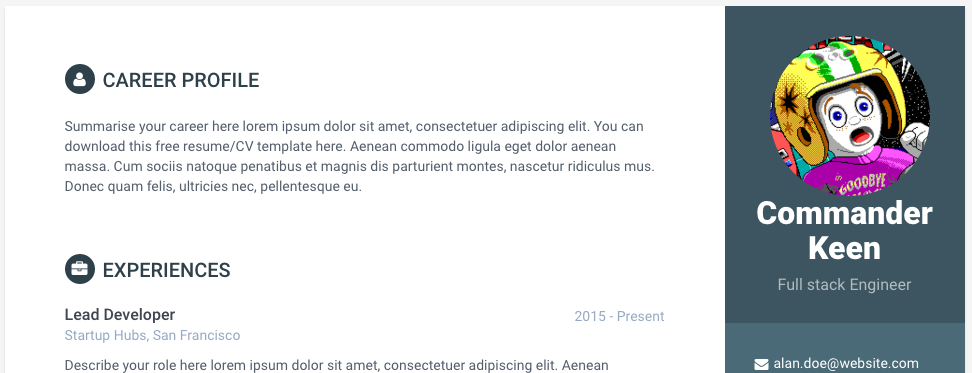 CAREER PROFILE
Summarise your career here lorem ipsum dolor sit amet, consectetuer adipiscing elit. You can
download this free resume/CV template here. Aenean commodo ligula eget dolor aenean
massa. Cum sociis natoque penatibus et magnis dis parturient montes, nascetur ridiculus mus.
Donec quam felis, ultricies nec, pellentesque eu.
EXPERIENCES
Lead Developer
2015 - Present
Startup Hubs, San Francisco
Describe your role here lorem ipsum dolor sit amet, consectetuer adipiscing elit. Aenean
GOOOBYE
Commander
Keen
Full stack Engineer
alan.doe@website.com